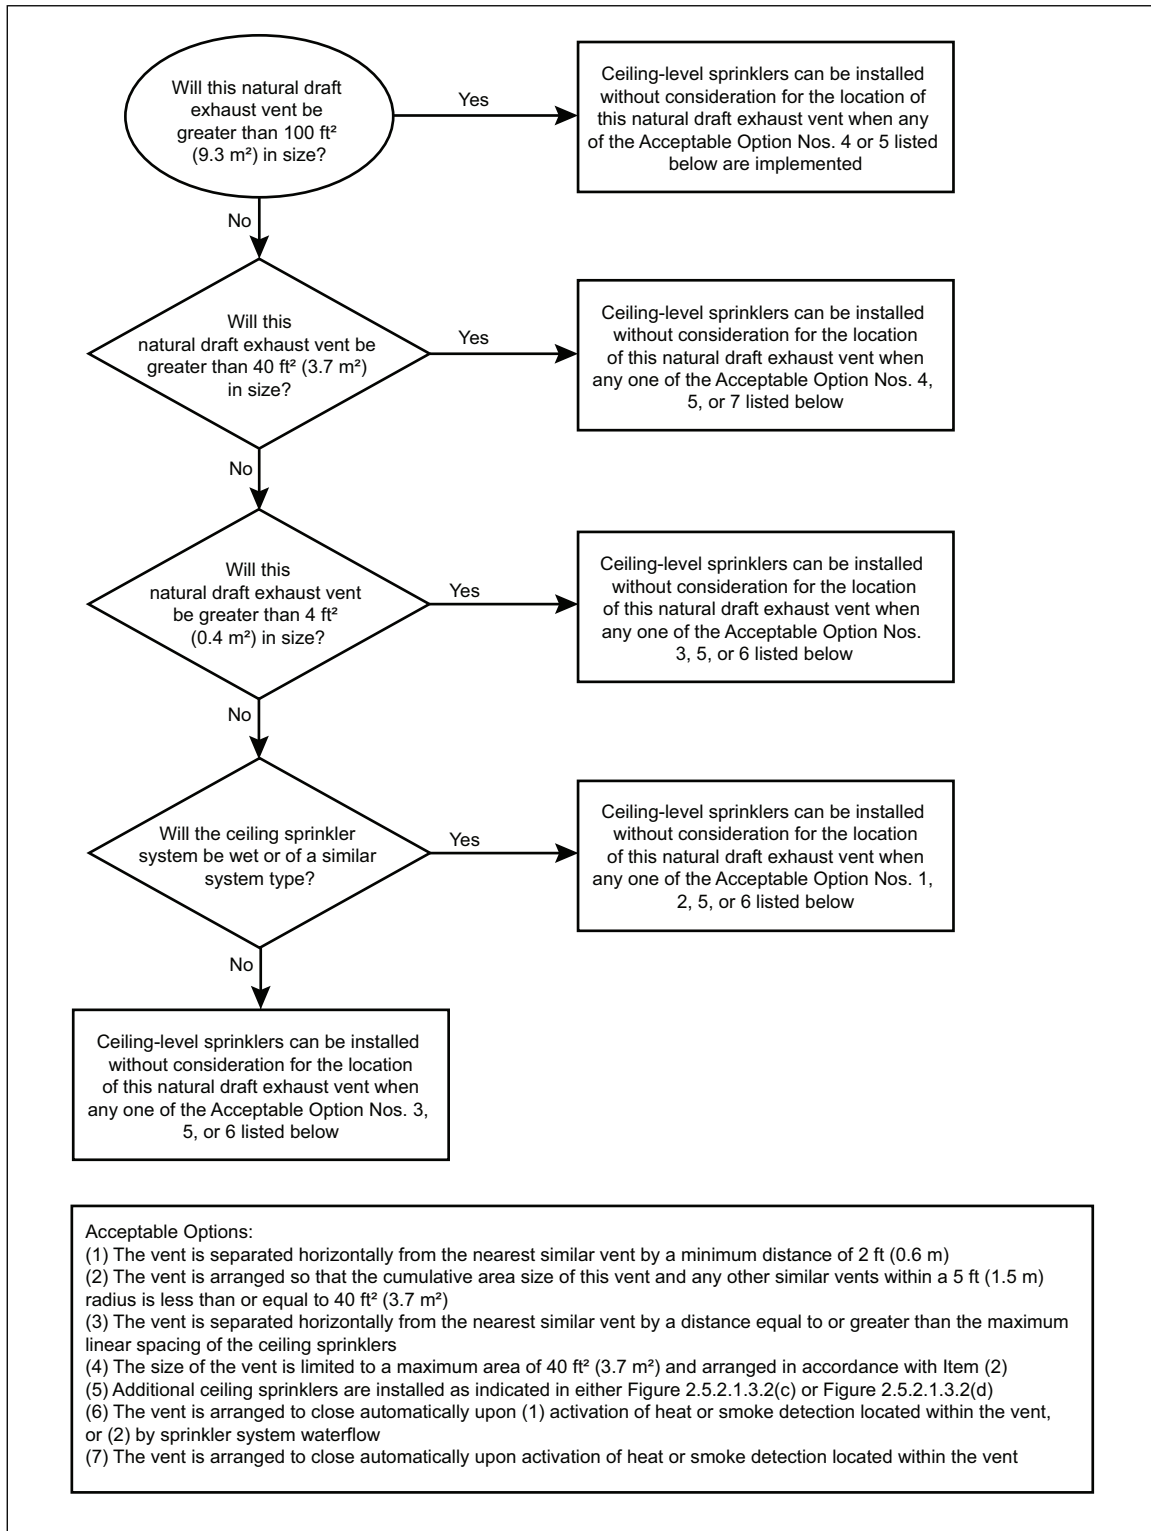 Will this natural draft
exhaust vent be
greater than 100 ft²
(9.3 m²) in size?
Yes
Ceiling-level sprinklers can be installed
without consideration for the location of
this natural draft exhaust vent when any
of the Acceptable Option Nos. 4 or 5 listed
below are implemented
No
Will this
natural draft exhaust vent be
greater than 40 ft² (3.7 m²)
in size?
Yes
Ceiling-level sprinklers can be installed
without consideration for the location
of this natural draft exhaust vent when
any one of the Acceptable Option Nos. 4,
5, or 7 listed below
No
Will this
natural draft exhaust vent
be greater than 4 ft²
(0.4 m²) in size?
Yes
Ceiling-level sprinklers can be installed
without consideration for the location
of this natural draft exhaust vent when
any one of the Acceptable Option Nos.
3, 5, or 6 listed below
No
Will the ceiling sprinkler
system be wet or of a similar
system type?
Yes
Ceiling-level sprinklers can be installed
without consideration for the location
of this natural draft exhaust vent when
any one of the Acceptable Option Nos. 1,
2, 5, or 6 listed below
No
Ceiling-level sprinklers can be installed
without consideration for the location
of this natural draft exhaust vent when
any one of the Acceptable Option Nos. 3,
5, or 6 listed below
Acceptable Options:
(1) The vent is separated horizontally from the nearest similar vent by a minimum distance of 2 ft (0.6 m)
(2) The vent is arranged so that the cumulative area size of this vent and any other similar vents within a 5 ft (1.5 m)
radius is less than or equal to 40 ft² (3.7 m²)
(3) The vent is separated horizontally from the nearest similar vent by a distance equal to or greater than the maximum
linear spacing of the ceiling sprinklers
(4) The size of the vent is limited to a maximum area of 40 ft² (3.7 m²) and arranged in accordance with Item (2)
(5) Additional ceiling sprinklers are installed as indicated in either Figure 2.5.2.1.3.2(c) or Figure 2.5.2.1.3.2(d)
(6) The vent is arranged to close automatically upon (1) activation of heat or smoke detection located within the vent,
or (2) by sprinkler system waterflow
(7) The vent is arranged to close automatically upon activation of heat or smoke detection located within the vent